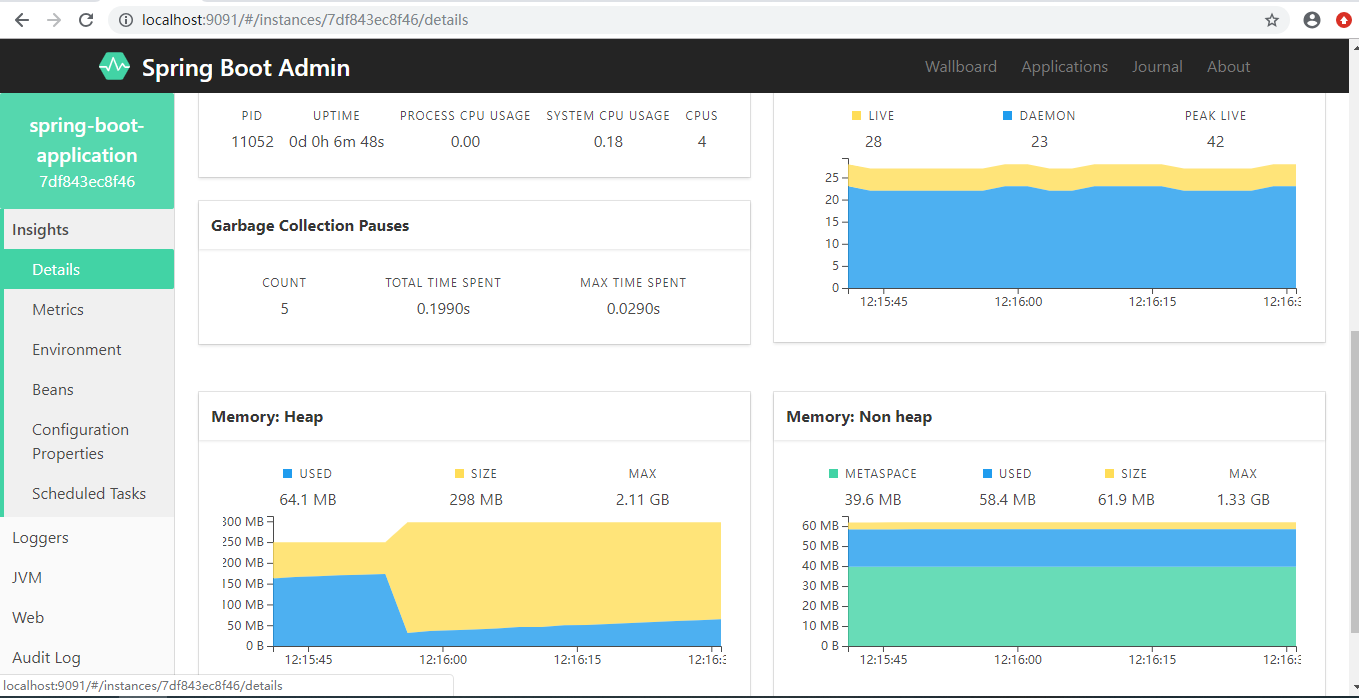 localhost:9091/#/instances/7df843ec8f46/details
Spring Boot Admin
Wallboard Applications Journal About
spring-boot-
application
7df843ec8f46
Insights
Details
Metrics
Environment
Beans
Configuration
Properties
Scheduled Tasks
Loggers
JVM
Web
Audit Log
PID UPTIME PROCESS CPU USAGE SYSTEM CPU USAGE CPUS
11052 0d 0h 6m 48s 0.00 0.18 4
LIVE DAEMON PEAK LIVE
28 23 42
25
20
15
10
5
0
12:15:45 12:16:00 12:16:15 12:16:3
Garbage Collection Pauses
COUNT TOTAL TIME SPENT MAX TIME SPENT
5 0.1990s 0.0290s
Memory: Heap
USED SIZE MAX
64.1 MB 298 MB 2.11 GB
300 MB
250 MB
200 MB
150 MB
100 MB
50 MB
0 B
12:15:45 12:16:00 12:16:15 12:16:3
Memory: Non heap
METASPACE USED SIZE MAX
39.6 MB 58.4 MB 61.9 MB 1.33 GB
60 MB
50 MB
40 MB
30 MB
20 MB
10 MB
0 B
12:15:45 12:16:00 12:16:15 12:16:3
localhost:9091/#/instances/7df843ec8f46/details